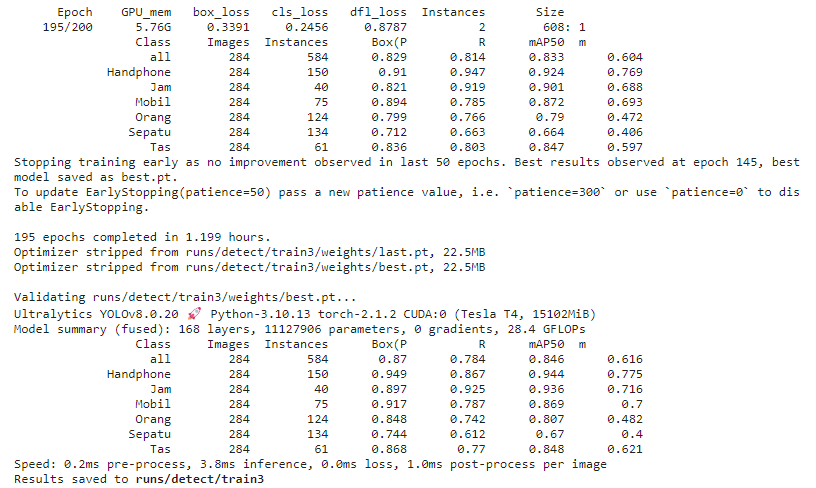 Epoch GPU_mem box_loss cls_loss dfl_loss Instances Size
195/200 5.76G 0.3391 0.2456 0.8787 2 608: 1
Class Images Instances Box(P R mAP50 m
all 284 584 0.829 0.814 0.833 0.604
Handphone 284 150 0.91 0.947 0.924 0.769
Jam 284 40 0.821 0.919 0.901 0.688
Mobil 284 75 0.894 0.785 0.872 0.693
Orang 284 124 0.799 0.766 0.79 0.472
Sepatu 284 134 0.712 0.663 0.664 0.406
Tas 284 61 0.836 0.803 0.847 0.597
Stopping training early as no improvement observed in last 50 epochs. Best results observed at epoch 145, best
model saved as best.pt.
To update EarlyStopping(patience=50) pass a new patience value, i.e. `patience=300` or use `patience=0` to dis
able EarlyStopping.
195 epochs completed in 1.199 hours.
Optimizer stripped from runs/detect/train3/weights/last.pt, 22.5MB
Optimizer stripped from runs/detect/train3/weights/best.pt, 22.5MB
Validating runs/detect/train3/weights/best.pt...
Ultralytics YOLOv8.0.20 🚀 Python-3.10.13 torch-2.1.2 CUDA:0 (Tesla T4, 15102MiB)
Model summary (fused): 168 layers, 11127906 parameters, 0 gradients, 28.4 GFLOPs
Class Images Instances Box(P R mAP50 m
all 284 584 0.87 0.784 0.846 0.616
Handphone 284 150 0.949 0.867 0.944 0.775
Jam 284 40 0.897 0.925 0.936 0.716
Mobil 284 75 0.917 0.787 0.869 0.7
Orang 284 124 0.848 0.742 0.807 0.482
Sepatu 284 134 0.744 0.612 0.67 0.4
Tas 284 61 0.868 0.77 0.848 0.621
Speed: 0.2ms pre-process, 3.8ms inference, 0.0ms loss, 1.0ms post-process per image
Results saved to runs/detect/train3